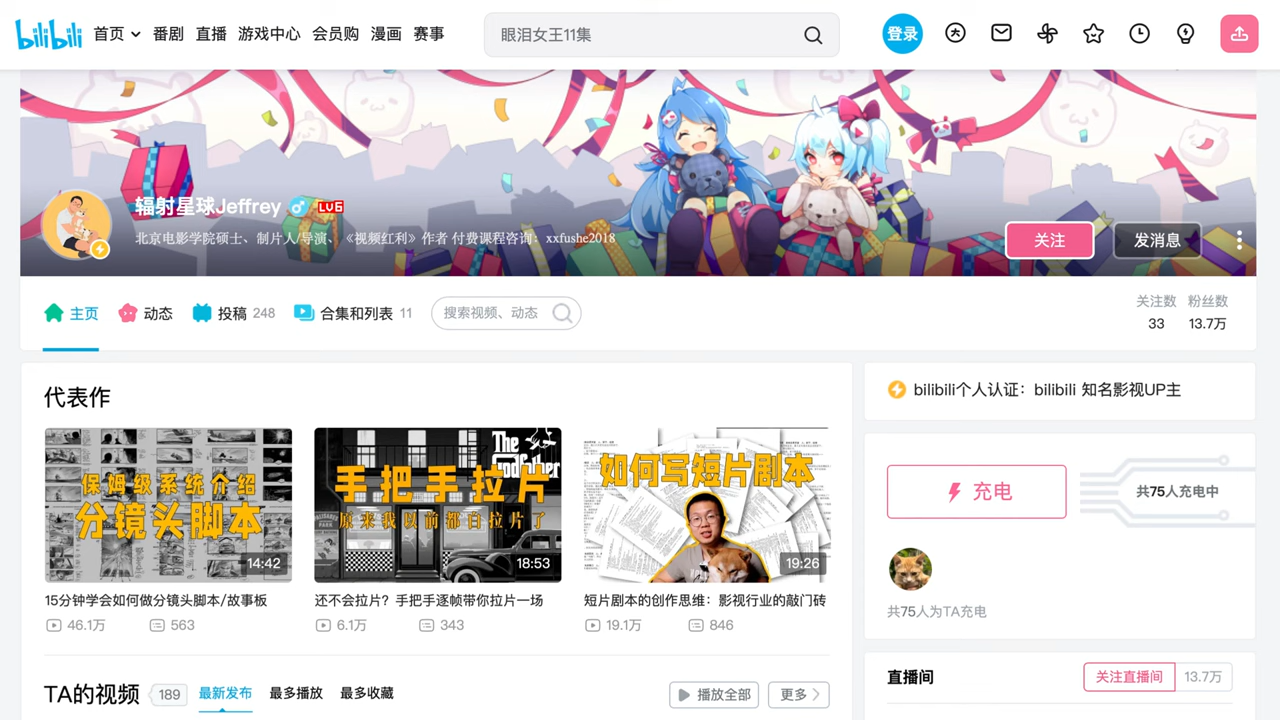 bilibili 首页 番剧 直播 游戏中心 会员购 漫画 赛事 眼泪女王11集 登录
辐射星球Jeffrey LV6
北京电影学院硕士、制片人/导演、《视频红利》作者 付费课程咨询：xxfushe2018
关注 发消息
主页 动态 投稿 248 合集和列表 11 搜索视频、动态
关注数 粉丝数
33 13.7万
代表作
保姆级系统介绍
分镜头脚本
14:42
The Godfather
手把手拉片
原来我以前都白拉片了
18:53
如何写短片剧本
19:26
15分钟学会如何做分镜头脚本/故事板
46.1万 563
还不会拉片？手把手逐帧带你拉片一场
6.1万 343
短片剧本的创作思维：影视行业的敲门砖
19.1万 846
TA的视频 189 最新发布 最多播放 最多收藏 播放全部 更多
bilibili个人认证：bilibili 知名影视UP主
充电 共75人充电中
共75人为TA充电
直播间 关注直播间 13.7万